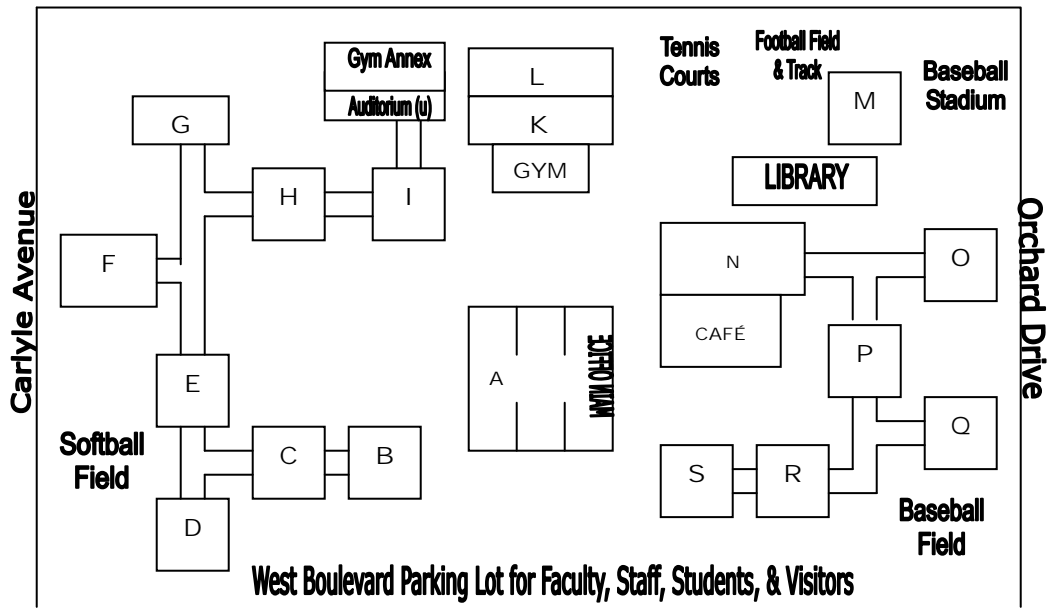 Gym Annex
Auditorium (u)
L
K
GYM
Tennis
Courts
Football Field
& Track
M
Baseball
Stadium
G
H
I
LIBRARY
Carlyle Avenue
F
N
O
Orchard Drive
CAFÉ
P
E
A
MAIN OFFICE
Softball
Field
C
B
Q
S
R
D
Baseball
Field
West Boulevard Parking Lot for Faculty, Staff, Students, & Visitors